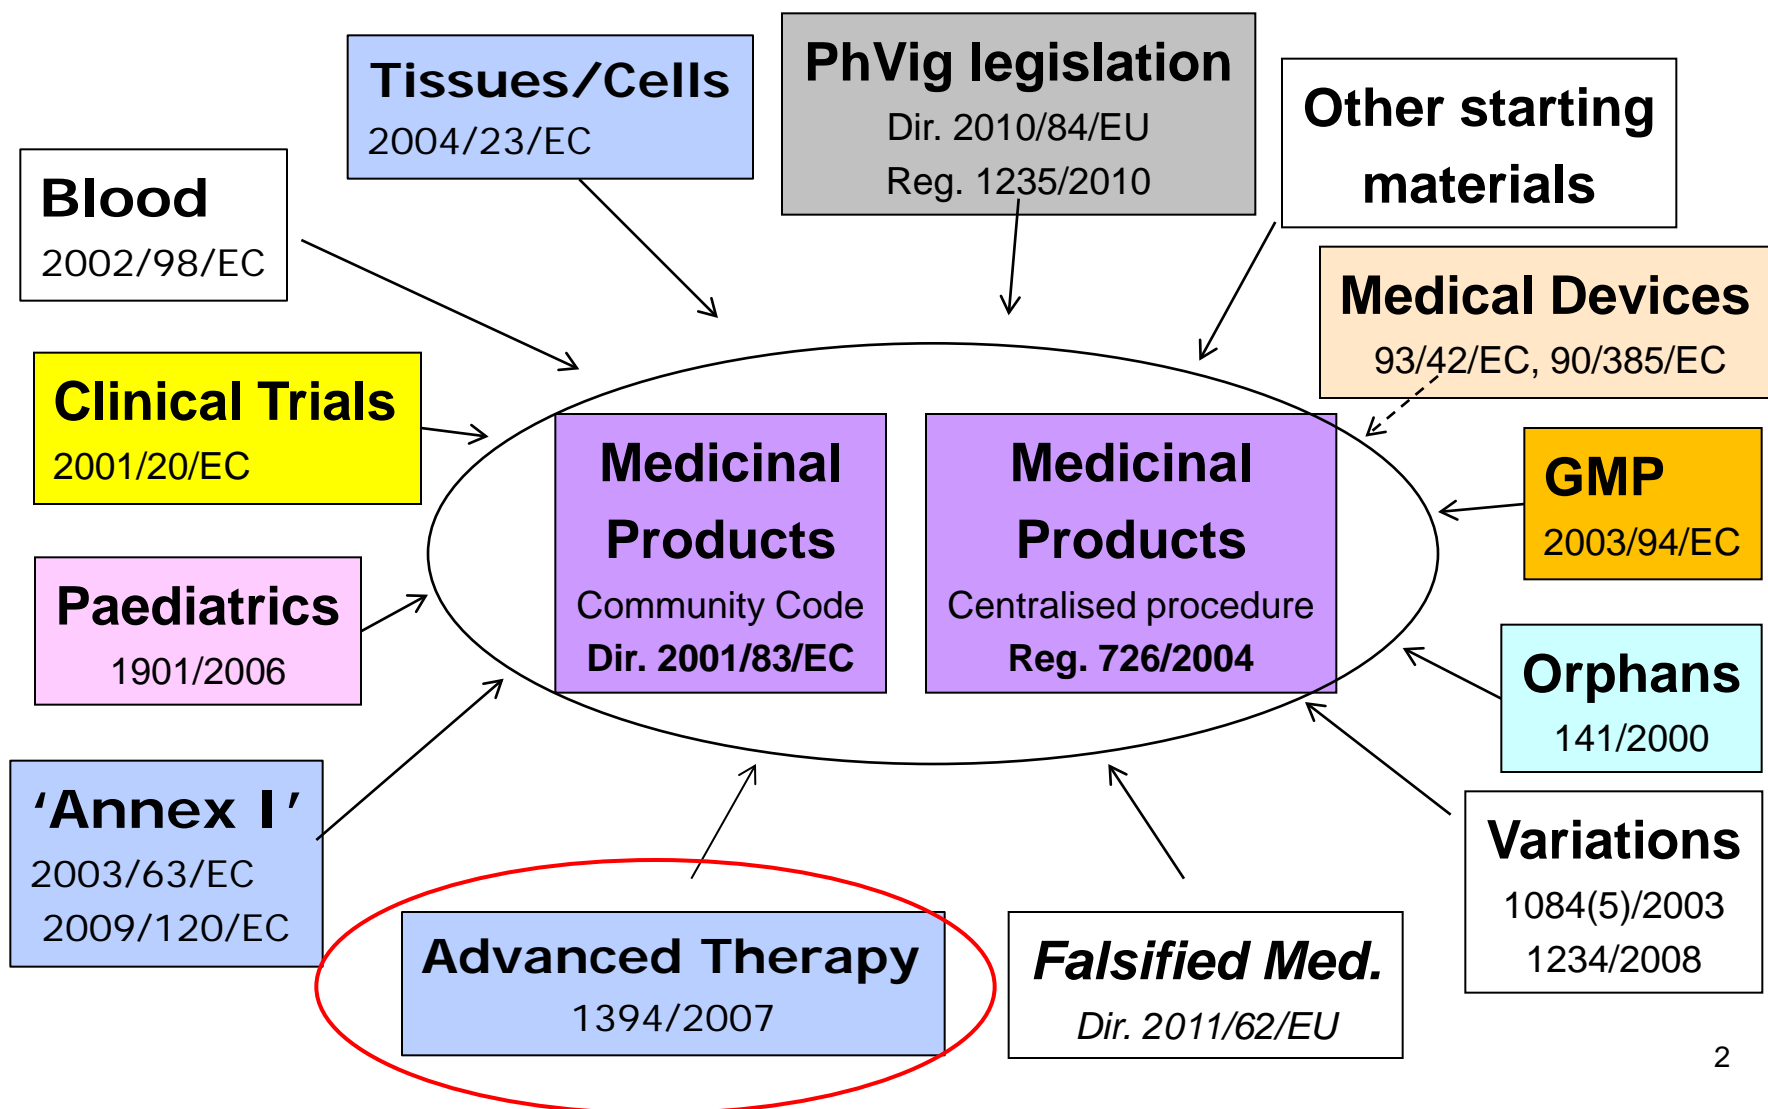 Tissues/Cells
2004/23/EC
PhVig legislation
Dir. 2010/84/EU
Reg. 1235/2010
Other starting
materials
Blood
2002/98/EC
Medical Devices
93/42/EC, 90/385/EC
Clinical Trials
2001/20/EC
Medicinal
Products
Community Code
Dir. 2001/83/EC
Medicinal
Products
Centralised procedure
Reg. 726/2004
GMP
2003/94/EC
Paediatrics
1901/2006
Orphans
141/2000
‘Annex I’
2003/63/EC
2009/120/EC
Variations
1084(5)/2003
1234/2008
Advanced Therapy
1394/2007
Falsified Med.
Dir. 2011/62/EU
2